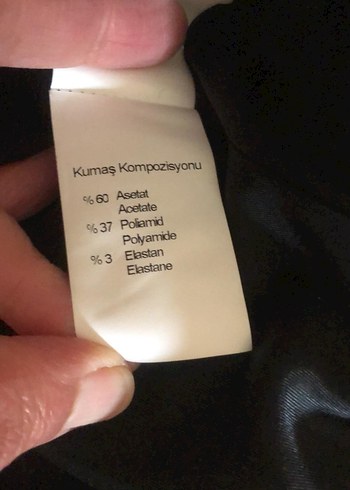 Kumaş Kompozisyonu
%60 Asetat
Acetate
%37 Poliamid
Polyamide
%3 Elastan
Elastane